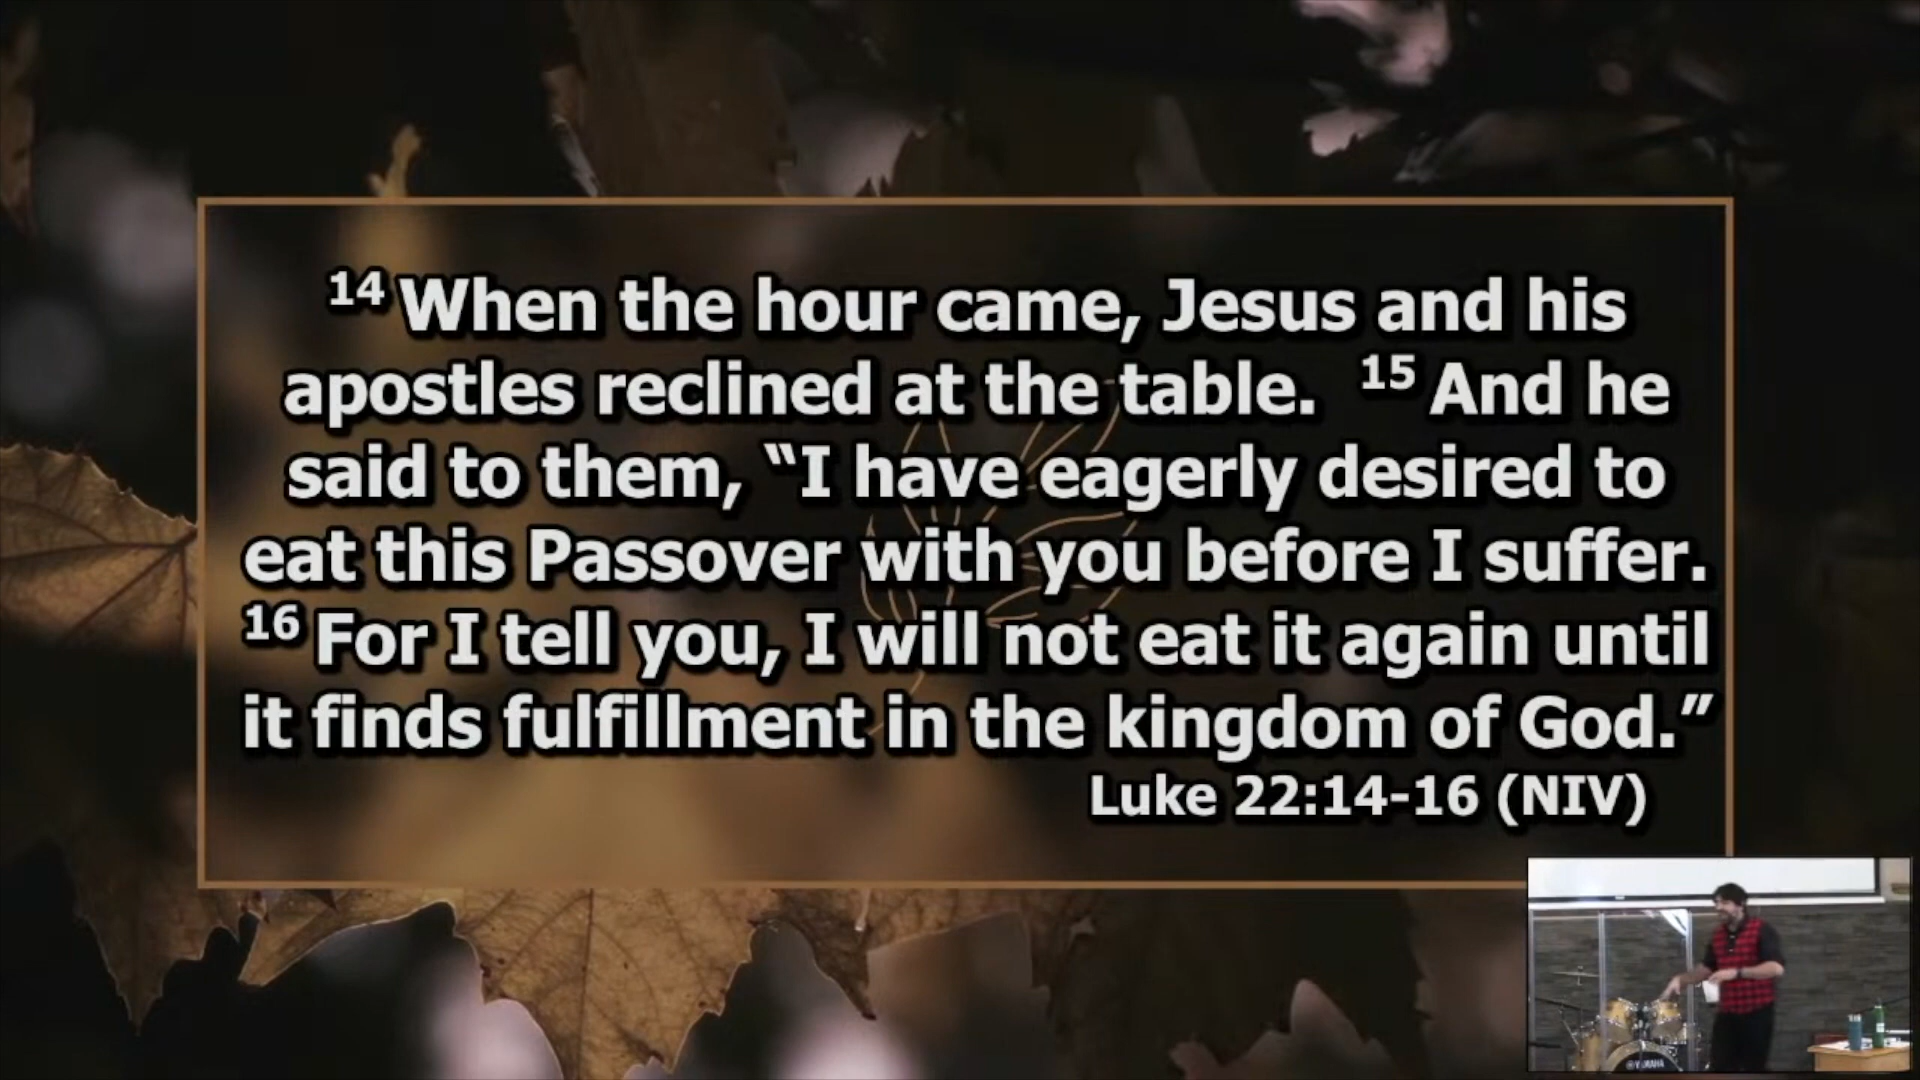 14 When the hour came, Jesus and his
apostles reclined at the table. 15 And he
said to them, “I have eagerly desired to
eat this Passover with you before I suffer.
16 For I tell you, I will not eat it again until
it finds fulfillment in the kingdom of God.”
Luke 22:14-16 (NIV)
YAMAHA